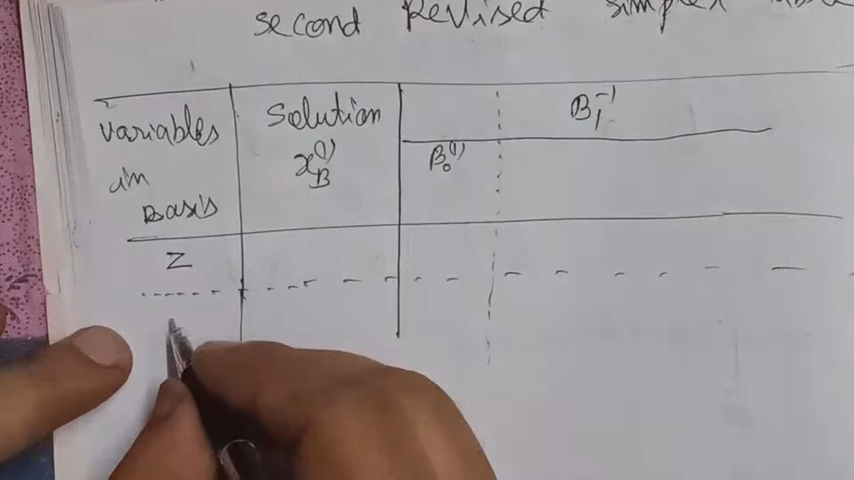 second Revised simplex
Variables in Basis
Solution x_B^(1)
B_1^-1
β_0^(1)
Z